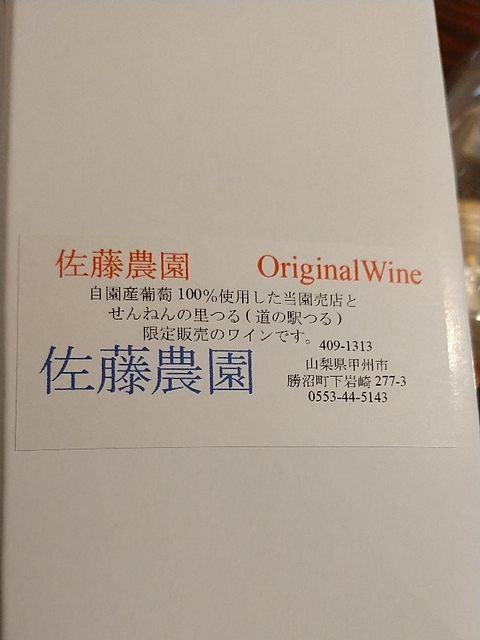 佐藤農園 OriginalWine
自園産葡萄100%使用した当園売店と
せんねんの里つる(道の駅つる)
限定販売のワインです。
佐藤農園
409-1313
山梨県甲州市
勝沼町下岩崎 277-3
0553-44-5143